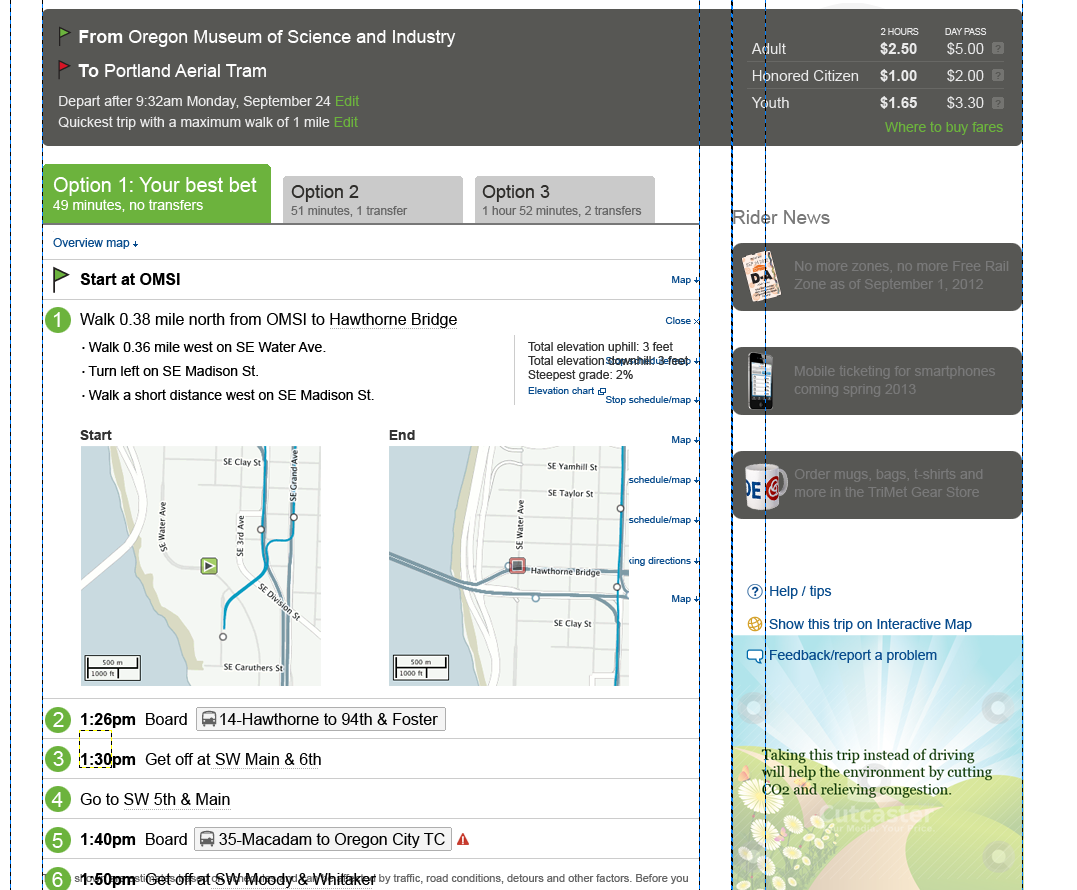 From Oregon Museum of Science and Industry
To Portland Aerial Tram
Depart after 9:32am Monday, September 24 Edit
Quickest trip with a maximum walk of 1 mile Edit
2 HOURS DAY PASS
Adult $2.50 $5.00 ?
Honored Citizen $1.00 $2.00 ?
Youth $1.65 $3.30 ?
Where to buy fares
Option 1: Your best bet
49 minutes, no transfers
Option 2
51 minutes, 1 transfer
Option 3
1 hour 52 minutes, 2 transfers
Overview map ↓
Start at OMSI Map ↓
1 Walk 0.38 mile north from OMSI to Hawthorne Bridge Close ×
· Walk 0.36 mile west on SE Water Ave.
· Turn left on SE Madison St.
· Walk a short distance west on SE Madison St.
Total elevation uphill: 3 feet
Total elevation downhill: 3 feet
Stop schedule/map ↓
Steepest grade: 2%
Elevation chart
Stop schedule/map ↓
Start
SE Clay St
SE Grand Ave
SE Water Ave
SE 3rd Ave
SE Division St
SE Caruthers St
500 m
1000 ft
End
Map ↓
SE Yamhill St
schedule/map ↓
SE Taylor St
SE Water Ave
schedule/map ↓
king directions ↓
Hawthorne Bridge
Map ↓
SE Clay St
500 m
1000 ft
2 1:26pm Board 14-Hawthorne to 94th & Foster
3 1:30pm Get off at SW Main & 6th
4 Go to SW 5th & Main
5 1:40pm Board 35-Macadam to Oregon City TC
6 1:50pm Get off at SW Moody & Whitaker
by traffic, road conditions, detours and other factors. Before you
Rider News
D-A
No more zones, no more Free Rail
Zone as of September 1, 2012
Mobile ticketing for smartphones
coming spring 2013
DE
Order mugs, bags, t-shirts and
more in the TriMet Gear Store
? Help / tips
Show this trip on Interactive Map
Feedback/report a problem
Taking this trip instead of driving
will help the environment by cutting
CO2 and relieving congestion.
Cutcaster
Your Price